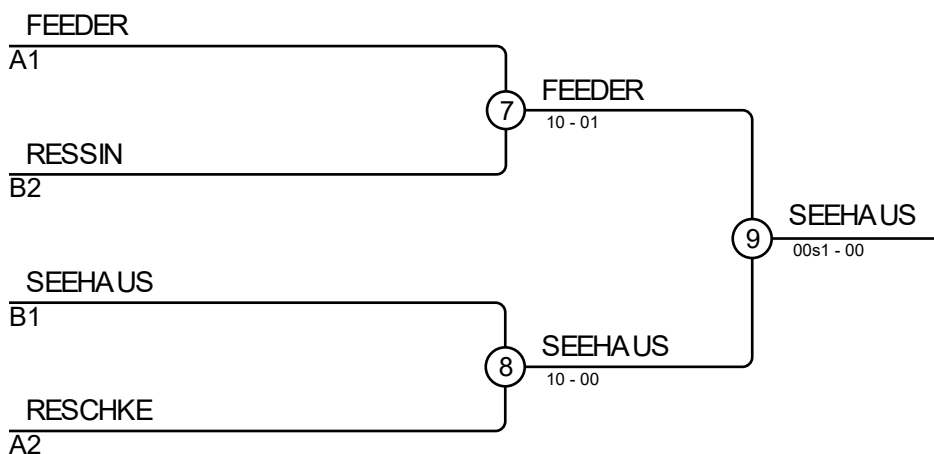 FEEDER
A1
7
FEEDER
10 - 01
RESSIN
B2
9
SEEHAUS
00s1 - 00
SEEHAUS
B1
8
SEEHAUS
10 - 00
RESCHKE
A2